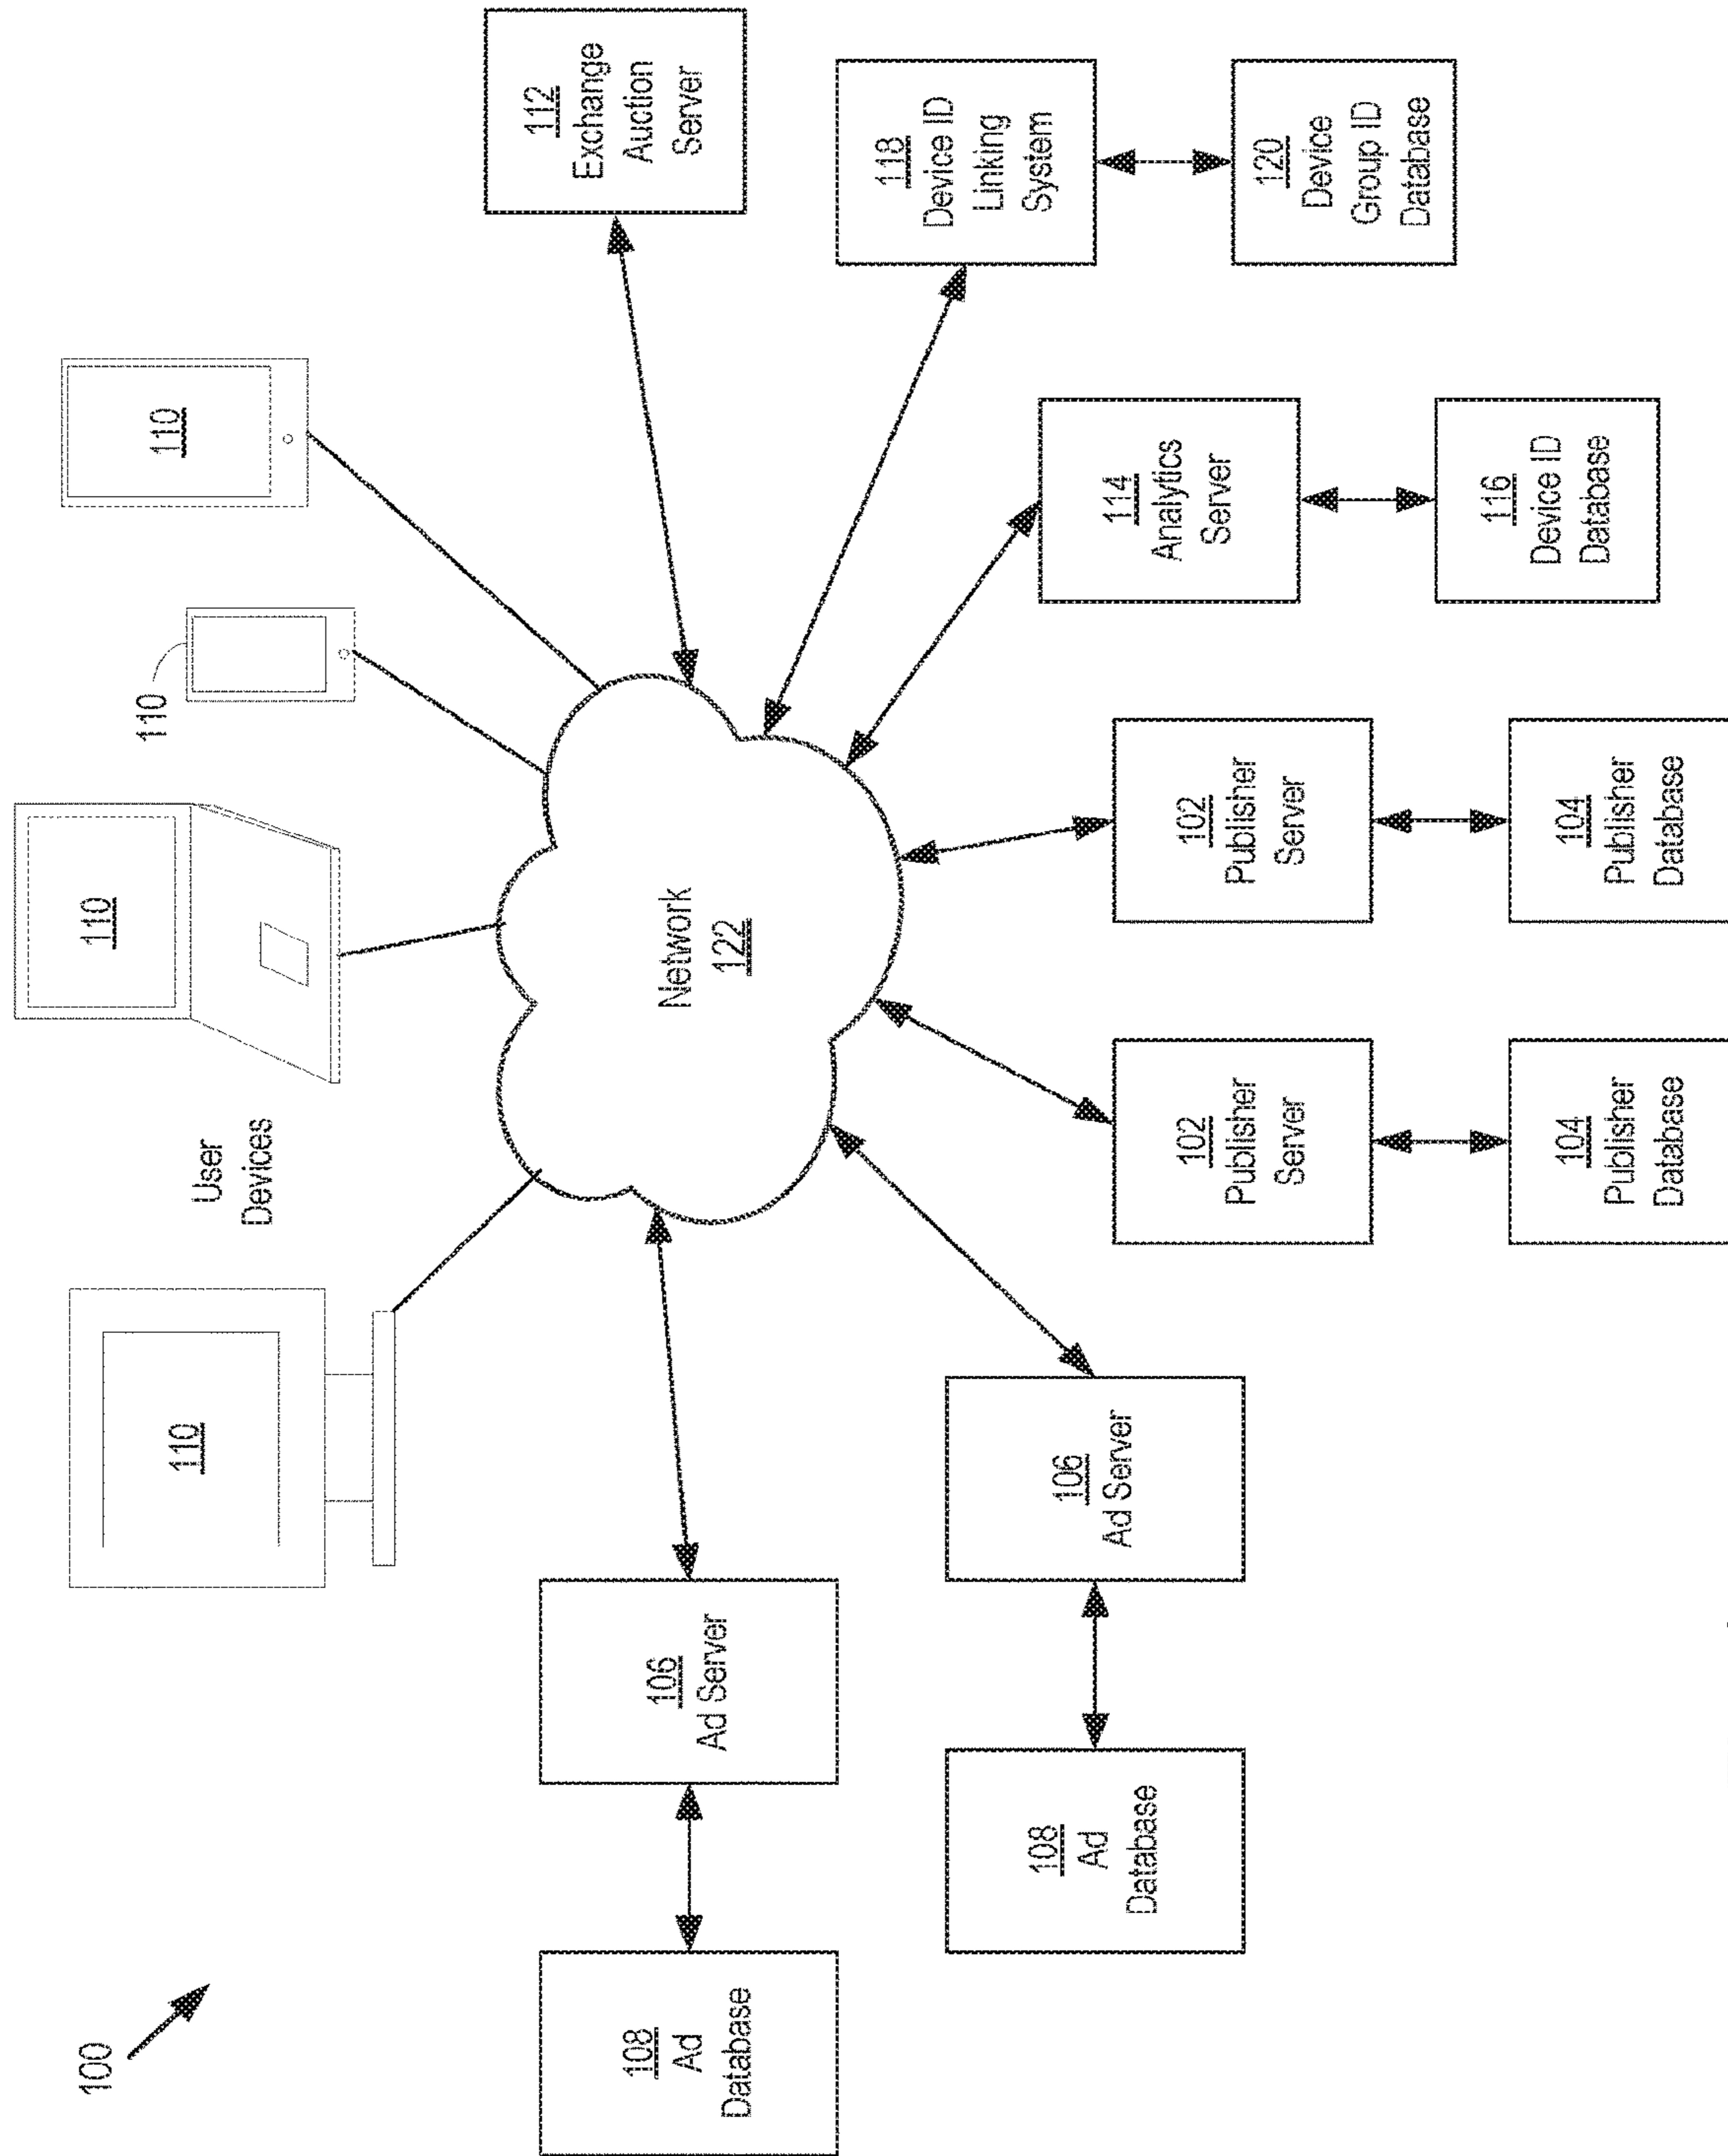 100
User
Devices
110
110
110
110
Network
122
108
Ad
Database
106
Ad Server
108
Ad
Database
106
Ad Server
102
Publisher
Server
104
Publisher
Database
102
Publisher
Server
104
Publisher
Database
114
Analytics
Server
116
Device ID
Database
118
Device ID
Linking
System
120
Device
Group ID
Database
112
Exchange
Auction
Server